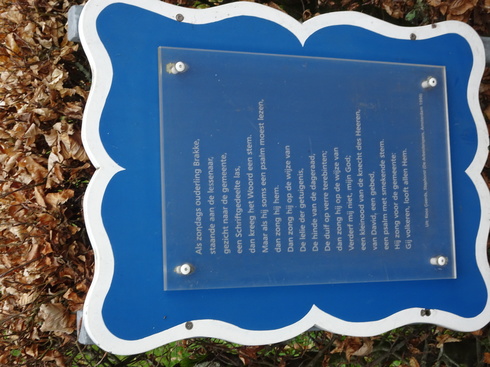 Als zondags ouderling Brakke,
staande aan de lessenaar,
gezicht naar de gemeente,
een Schriftgedeelte las,
dan kreeg het Woord een stem.
Maar als hij soms een psalm moest lezen,
dan zong hij hem.
Dan zong hij op de wijze van
De lelie der getuigenis,
De hinde van de dageraad,
De duif op verre terebinten;
dan zong hij op de wijze van
Verder mij niet, mijn God;
een kleinood van de knecht des Heeren,
van David, een gebed,
een psalm met smekende stem.
Hij zong voor de gemeente:
Gij volkeren, looft allen Hem.